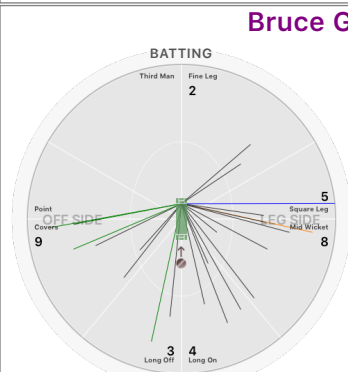 Bruce G
BATTING
Third Man Fine Leg
2
5
Point Square Leg
OFF SIDE LEG SIDE
Covers Mid Wicket
9 8
3 4
Long Off Long On